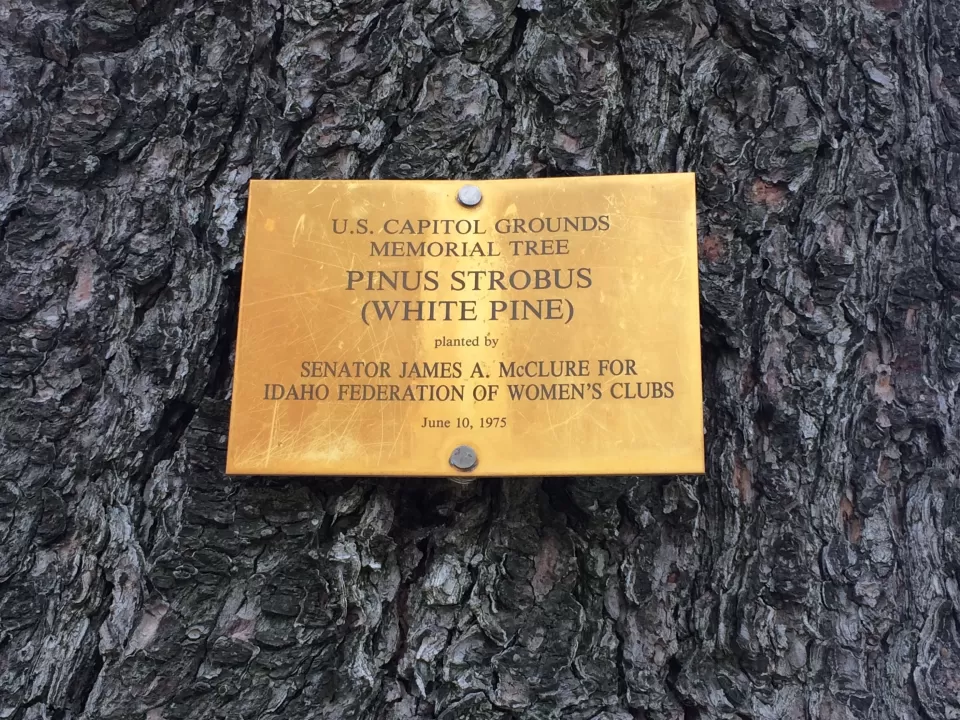 U.S. CAPITOL GROUNDS
MEMORIAL TREE
PINUS STROBUS
(WHITE PINE)
planted by
SENATOR JAMES A. McCLURE FOR
IDAHO FEDERATION OF WOMEN'S CLUBS
June 10, 1975